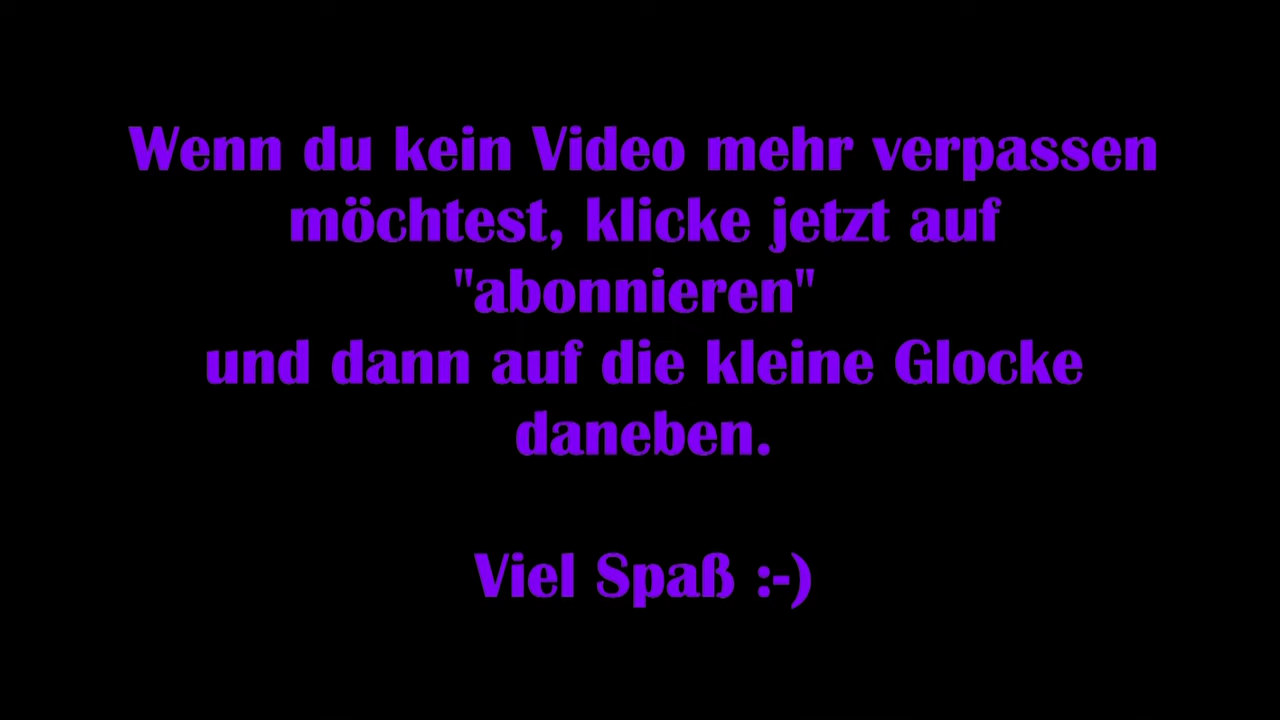 Wenn du kein Video mehr verpassen
möchtest, klicke jetzt auf
"abonnieren"
und dann auf die kleine Glocke
daneben.
Viel Spaß :-)